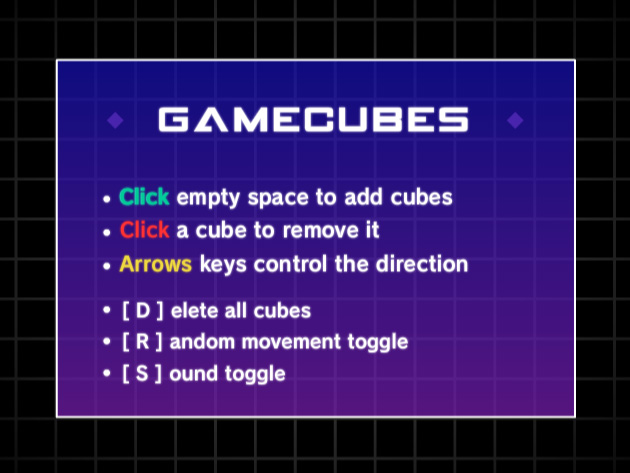 GAMECUBES
• Click empty space to add cubes
• Click a cube to remove it
• Arrows keys control the direction
• [ D ] elete all cubes
• [ R ] andom movement toggle
• [ S ] ound toggle